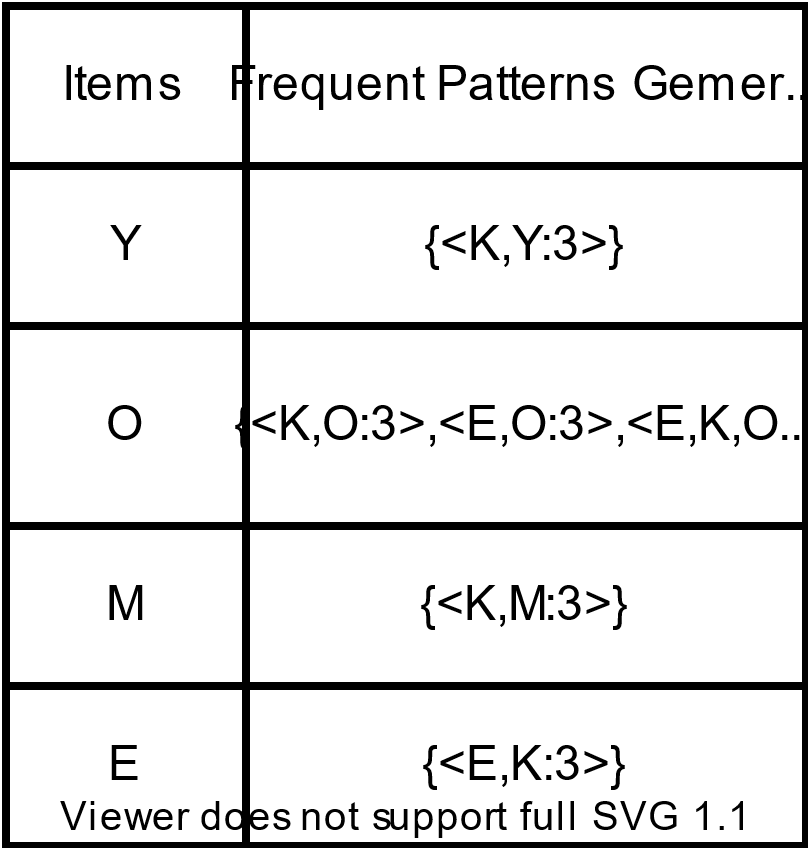 Items Frequent Patterns Gemer...
Y {<K,Y:3>}
O {<K,O:3>,<E,O:3>,<E,K,O...
M {<K,M:3>}
E {<E,K:3>}
Viewer does not support full SVG 1.1